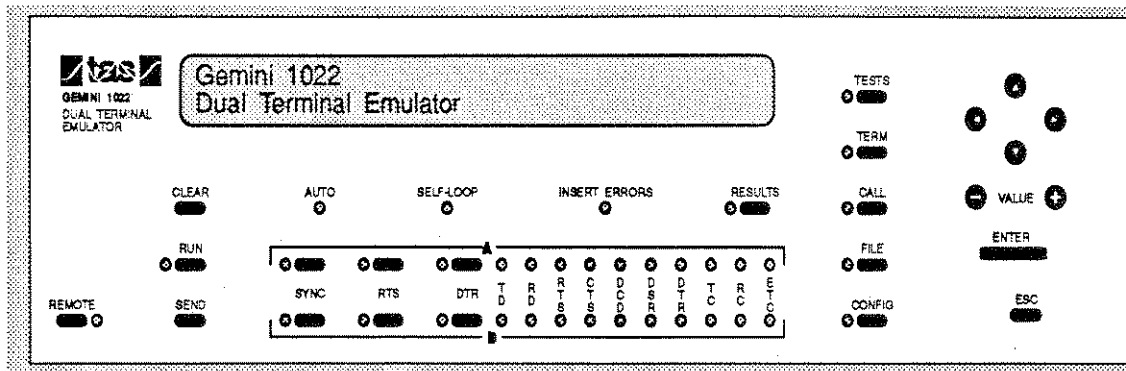 tas
GEMINI 1022
DUAL TERMINAL
EMULATOR
Gemini 1022
Dual Terminal Emulator
TESTS
TERM
CLEAR
AUTO
SELF-LOOP
INSERT ERRORS
RESULTS
CALL
VALUE
RUN
A
FILE
ENTER
SYNC
RTS
DTR
TD
RD
RTS
CTS
DCD
DSR
DTR
TC
RC
ETC
REMOTE
SEND
CONFIG
ESC
B